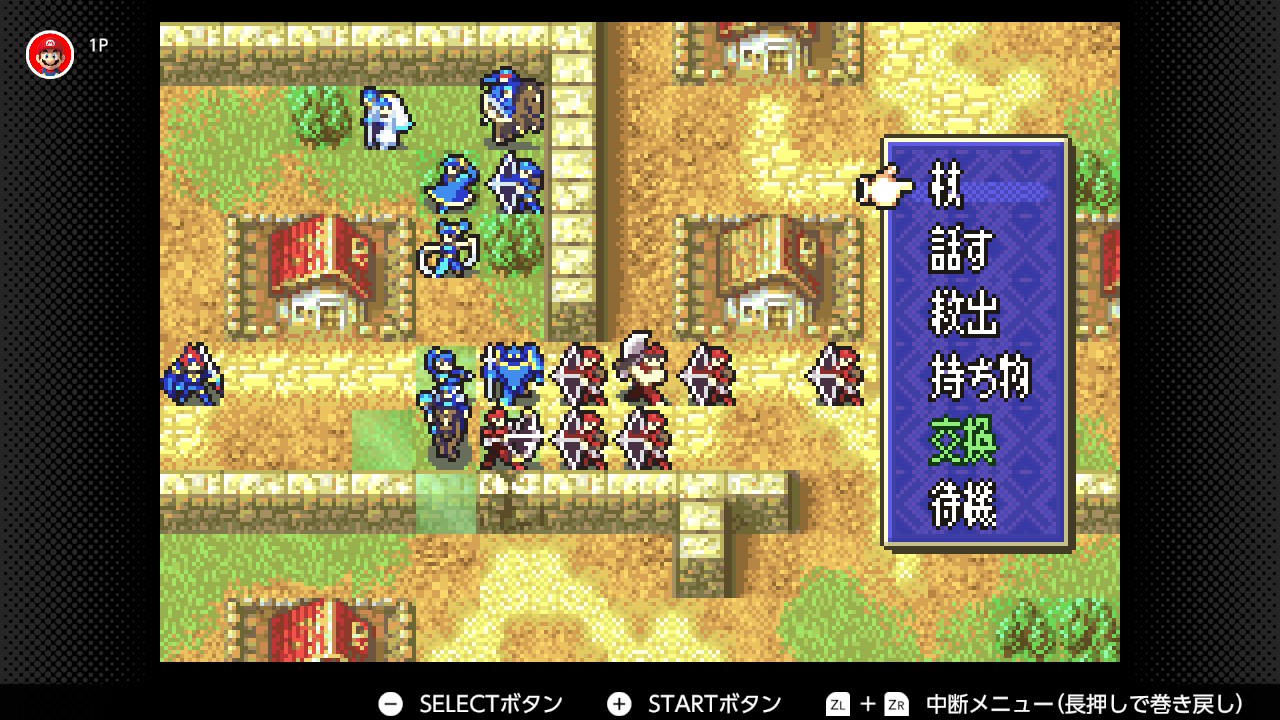 1P
杖
話す
救出
持ち物
交換
待機
SELECTボタン
STARTボタン
ZL + ZR 中断メニュー(長押しで巻き戻し)